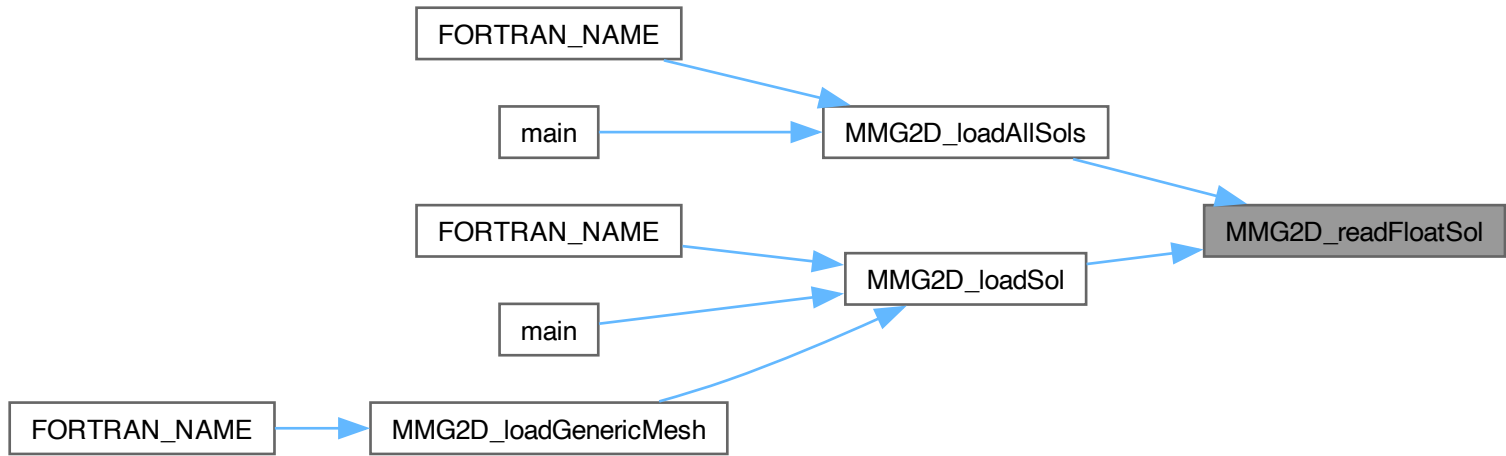 FORTRAN_NAME
main
MMG2D_loadAllSols
FORTRAN_NAME
MMG2D_readFloatSol
MMG2D_loadSol
main
FORTRAN_NAME
MMG2D_loadGenericMesh